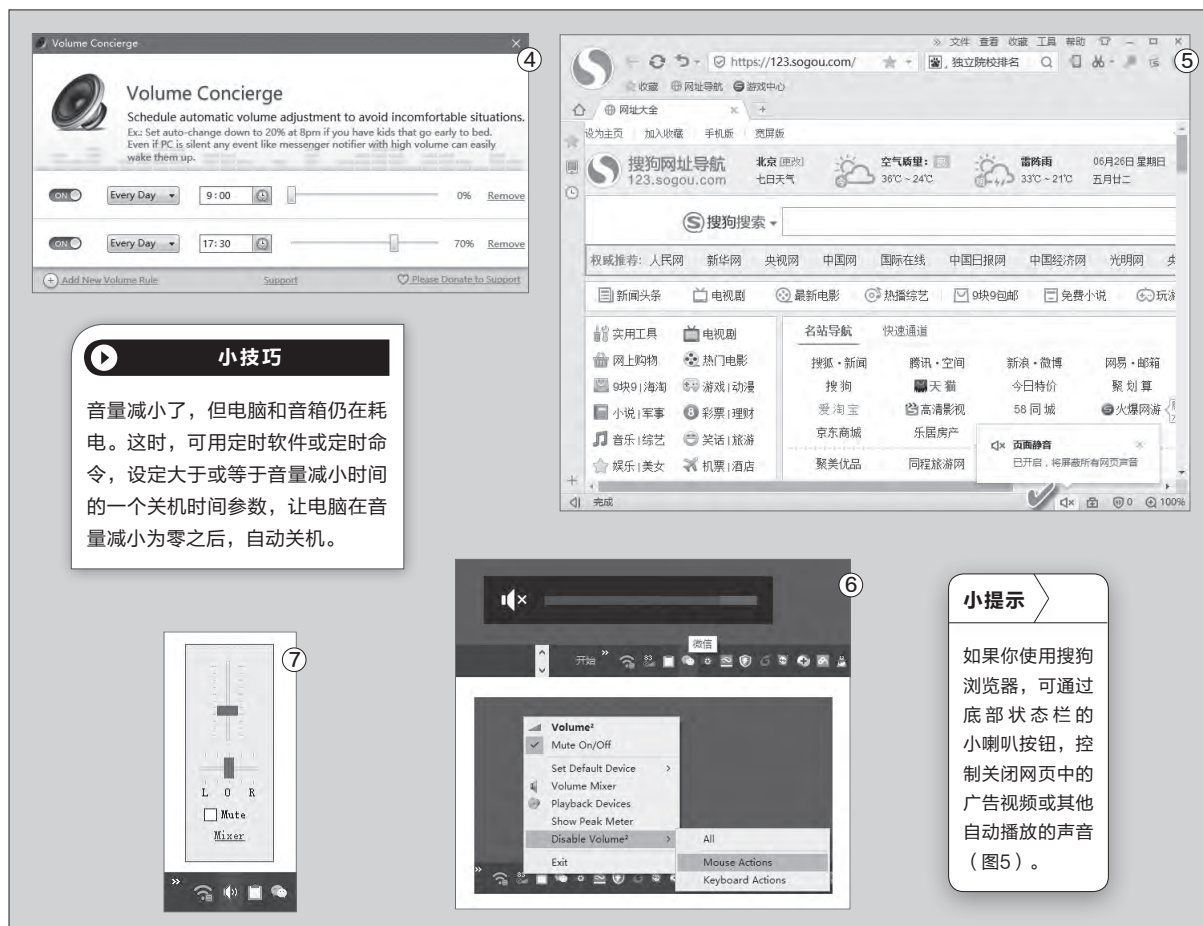 Volume Concierge
④
Volume Concierge
Schedule automatic volume adjustment to avoid incomfortable situations.
Ex.: Set auto-change down to 20% at 8pm if you have kids that go early to bed.
Even if PC is silent any event like messenger notifier with high volume can easily
wake them up.
ON Every Day 9:00 0% Remove
ON Every Day 17:30 70% Remove
Add New Volume Rule Support Please Donate to Support
小技巧
音量减小了，但电脑和音箱仍在耗
电。这时，可用定时软件或定时命
令，设定大于或等于音量减小时间
的一个关机时间参数，让电脑在音
量减小为零之后，自动关机。
文件 查看 收藏 工具 帮助
⑤
https://123.sogou.com/ 独立院校排名
收藏 网址导航 游戏中心
网址大全
设为主页 加入收藏 手机版 宽屏版
搜狗网址导航 北京 [更改] 空气质量： 雷阵雨 06月26日 星期日
123.sogou.com 七日天气 36℃~24℃ 33℃~21℃ 五月廿二
搜狗搜索
权威推荐： 人民网 新华网 央视网 中国网 国际在线 中国日报网 中国经济网 光明网 央
新闻头条 电视剧 最新电影 热播综艺 9块9包邮 免费小说 玩游
实用工具 电视剧 名站导航 快速通道
网上购物 热门电影 搜狐·新闻 腾讯·空间 新浪·微博 网易·邮箱
9块9|海淘 游戏|动漫 搜狗 天猫 今日特价 聚划算
小说|军事 彩票|理财 爱淘宝 高清影视 58同城 火爆网游
音乐|综艺 笑话|旅游 京东商城 乐居房产
娱乐|美女 机票|酒店 聚美优品 同程旅游网
页面静音
已开启，将屏蔽所有网页声音
完成 0 100%
⑥
微信
开始 83
Volume²
Mute On/Off
Set Default Device
Volume Mixer
Playback Devices
Show Peak Meter
Disable Volume² All
Exit Mouse Actions
Keyboard Actions
⑦
L O R
Mute
Mixer
小提示
如果你使用搜狗
浏览器，可通过
底部状态栏的
小喇叭按钮，控
制关闭网页中的
广告视频或其他
自动播放的声音
（图5）。